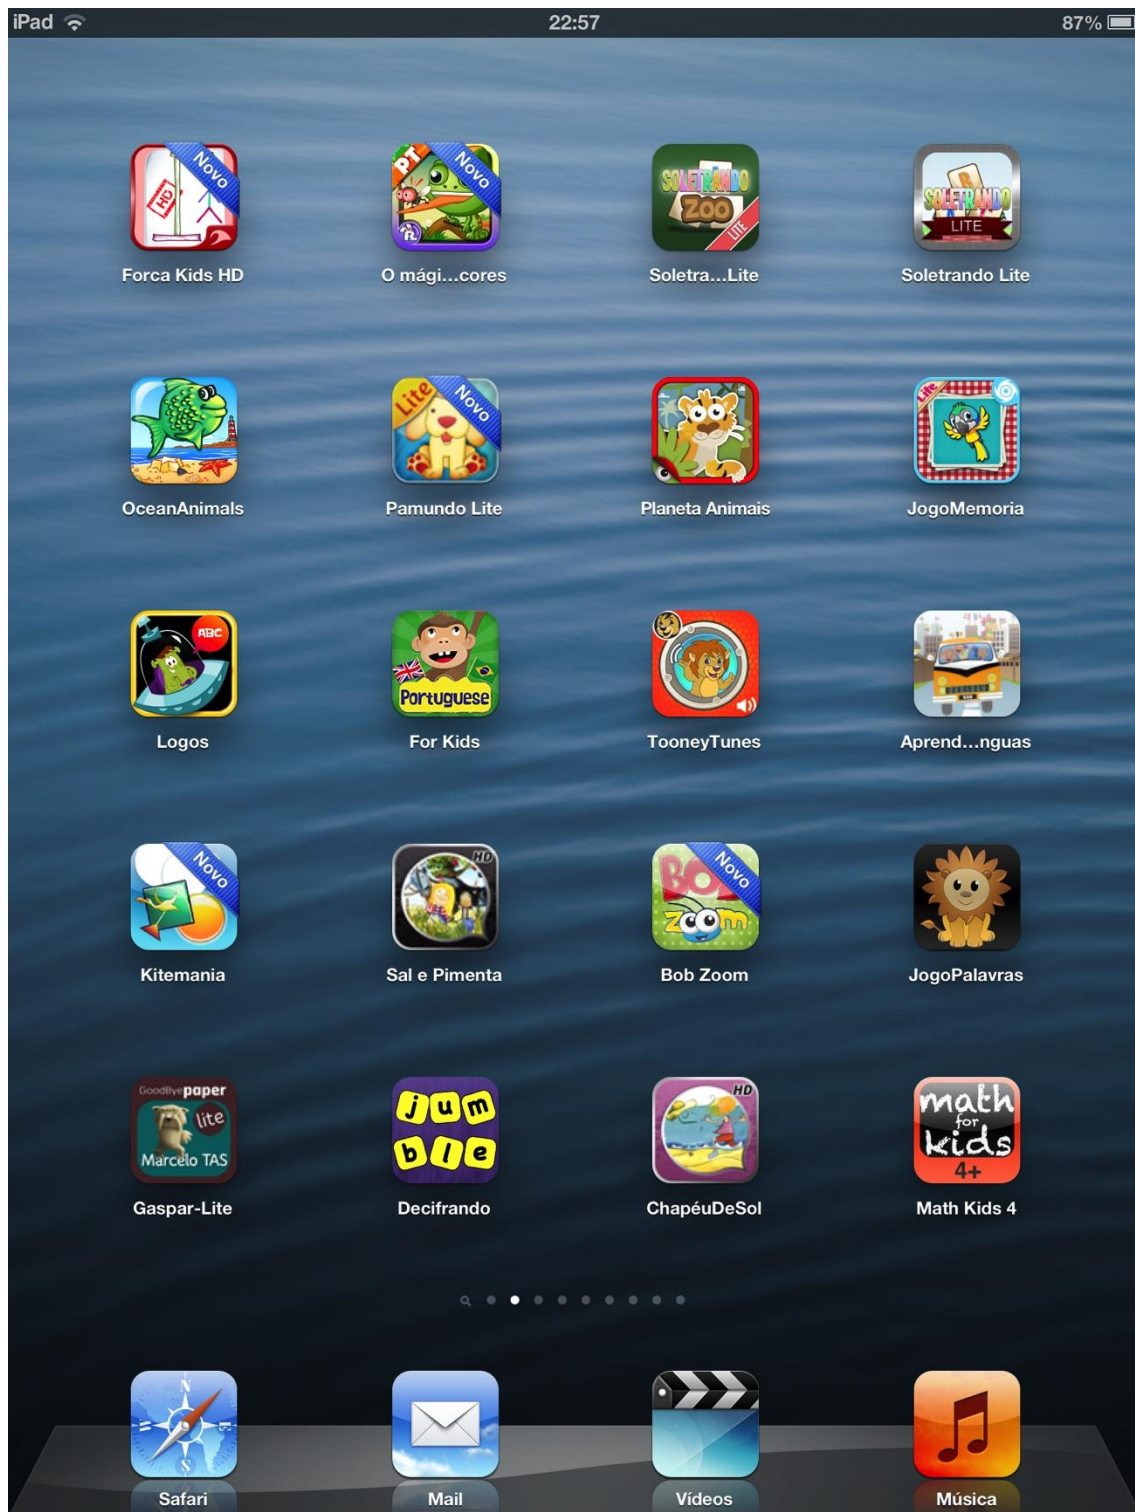 iPad 22:57 87%
Novo Novo
HD PT SOLETRANDO SOLETRANDO
ZOO LITE LITE
Forca Kids HD O mági...cores Soletra...Lite Soletrando Lite
Lite Novo Lite
OceanAnimals Pamundo Lite Planeta Animais JogoMemoria
ABC
Portuguese
Logos For Kids TooneyTunes Aprend...nguas
Novo HD BOB Novo
zoom
Kitemania Sal e Pimenta Bob Zoom JogoPalavras
GoodByepaper jum HD math
lite for
Marcelo TAS ble kids
4+
Gaspar-Lite Decifrando ChapéuDeSol Math Kids 4
N
S
Safari Mail Vídeos Música